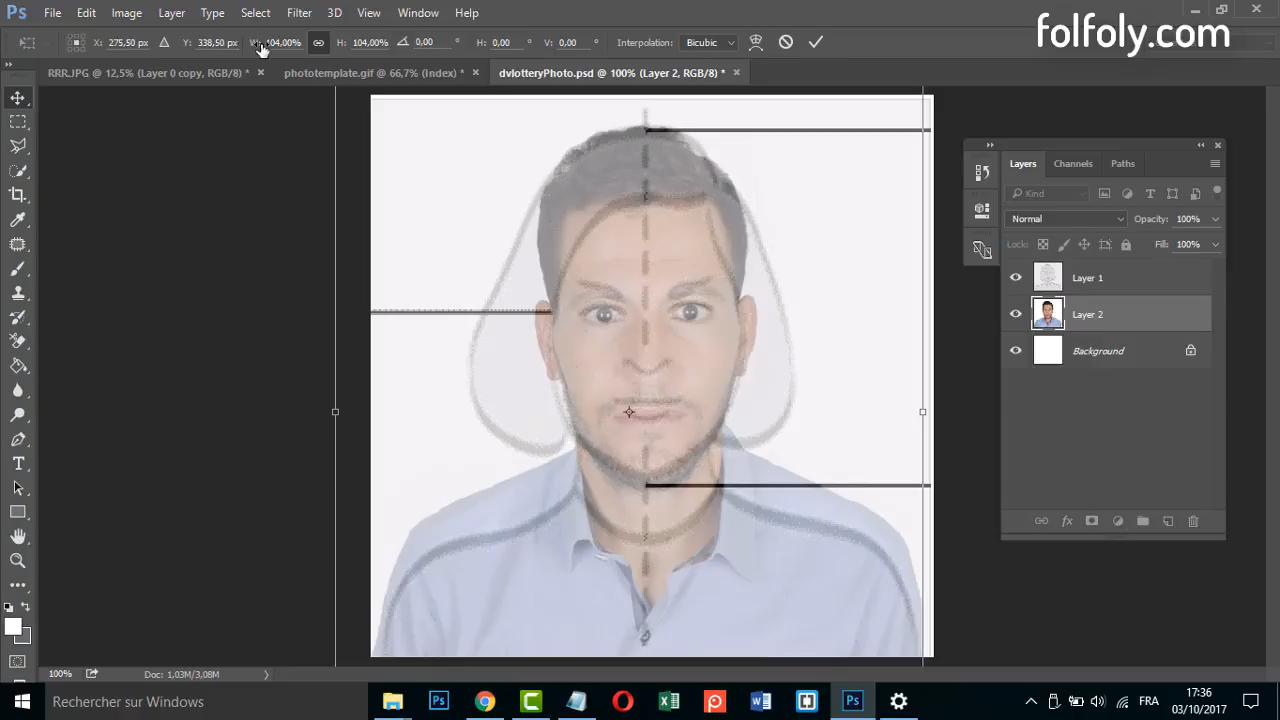 Ps File Edit Image Layer Type Select Filter 3D View Window Help
folfoly.com
X: 275,50 px Y: 338,50 px W: 104,00% H: 104,00% 0,00 ° H: 0,00 ° V: 0,00 ° Interpolation: Bicubic
RRR.JPG @ 12,5% (Layer 0 copy, RGB/8) * × phototemplate.gif @ 66,7% (Index) * × dvlotteryPhoto.psd @ 100% (Layer 2, RGB/8) * ×
Layers Channels Paths
Kind
Normal Opacity: 100%
Lock: Fill: 100%
Layer 1
Layer 2
Background
fx
100% Doc: 1,03M/3,08M
Rechercher sur Windows
FRA
17:36
03/10/2017